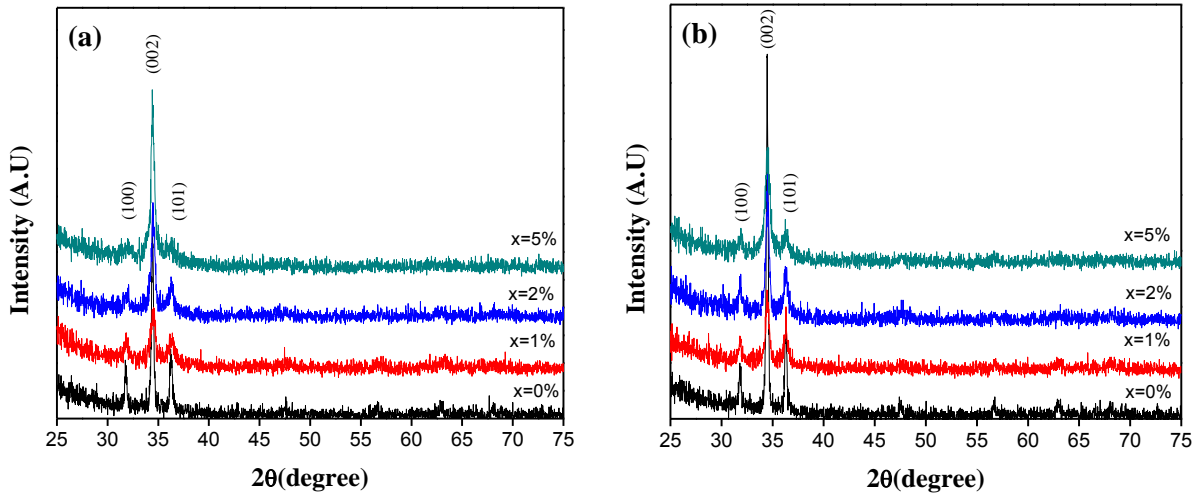 (a)
(002)
(100)
(101)
x=5%
x=2%
x=1%
x=0%
Intensity (A.U)
25 30 35 40 45 50 55 60 65 70 75
2θ(degree)
(b)
(002)
(100)
(101)
x=5%
x=2%
x=1%
x=0%
Intensity (A.U)
25 30 35 40 45 50 55 60 65 70 75
2θ(degree)